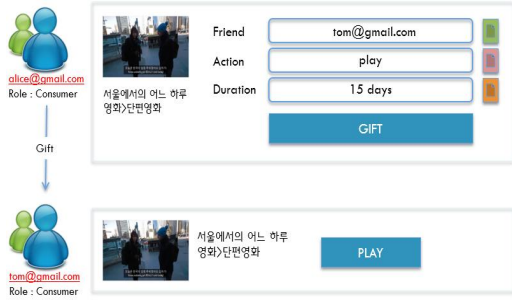 Friend
tom@gmail.com
Action
play
Duration
15 days
GIFT
서울에서의 어느 하루
영화>단편영화
alice@gmail.com
Role : Consumer
Gift
tom@gmail.com
Role : Consumer
서울에서의 어느 하루
영화>단편영화
PLAY